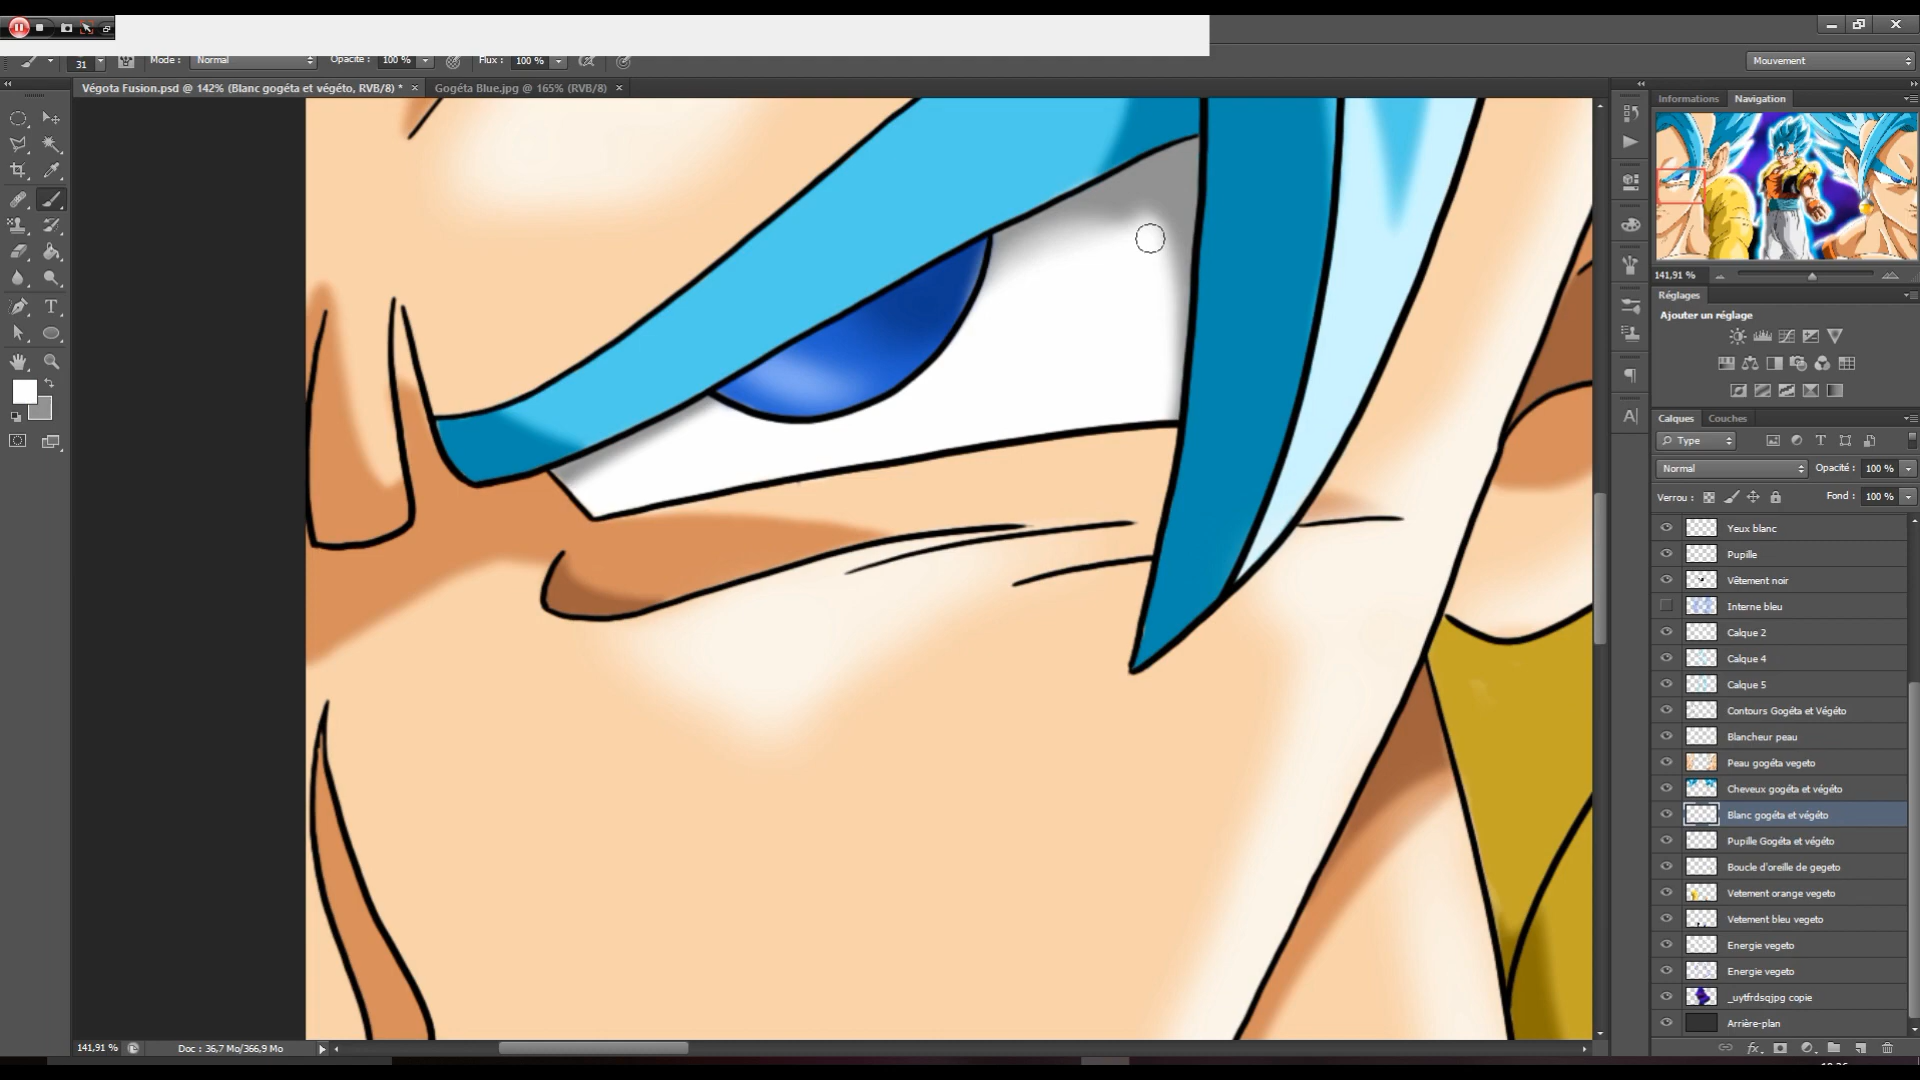 31
Mode :
Normal
Opacité :
100 %
Flux :
100 %
Mouvement
Végota Fusion.psd @ 142% (Blanc gogéta et végéto, RVB/8) *
Gogéta Blue.jpg @ 165% (RVB/8)
Informations
Navigation
141,91 %
Réglages
Ajouter un réglage
Calques
Couches
Type
Normal
Opacité :
100 %
Verrou :
Fond :
100 %
Yeux blanc
Pupille
Vêtement noir
Interne bleu
Calque 2
Calque 4
Calque 5
Contours Gogéta et Végéto
Blancheur peau
Peau gogéta vegeto
Cheveux gogéta et végéto
Blanc gogéta et végéto
Pupille Gogéta et végéto
Boucle d'oreille de gegeto
Vetement orange vegeto
Vetement bleu vegeto
Energie vegeto
Energie vegeto
_uytfrdsqjpg copie
Arrière-plan
141,91 %
Doc : 36,7 Mo/366,9 Mo